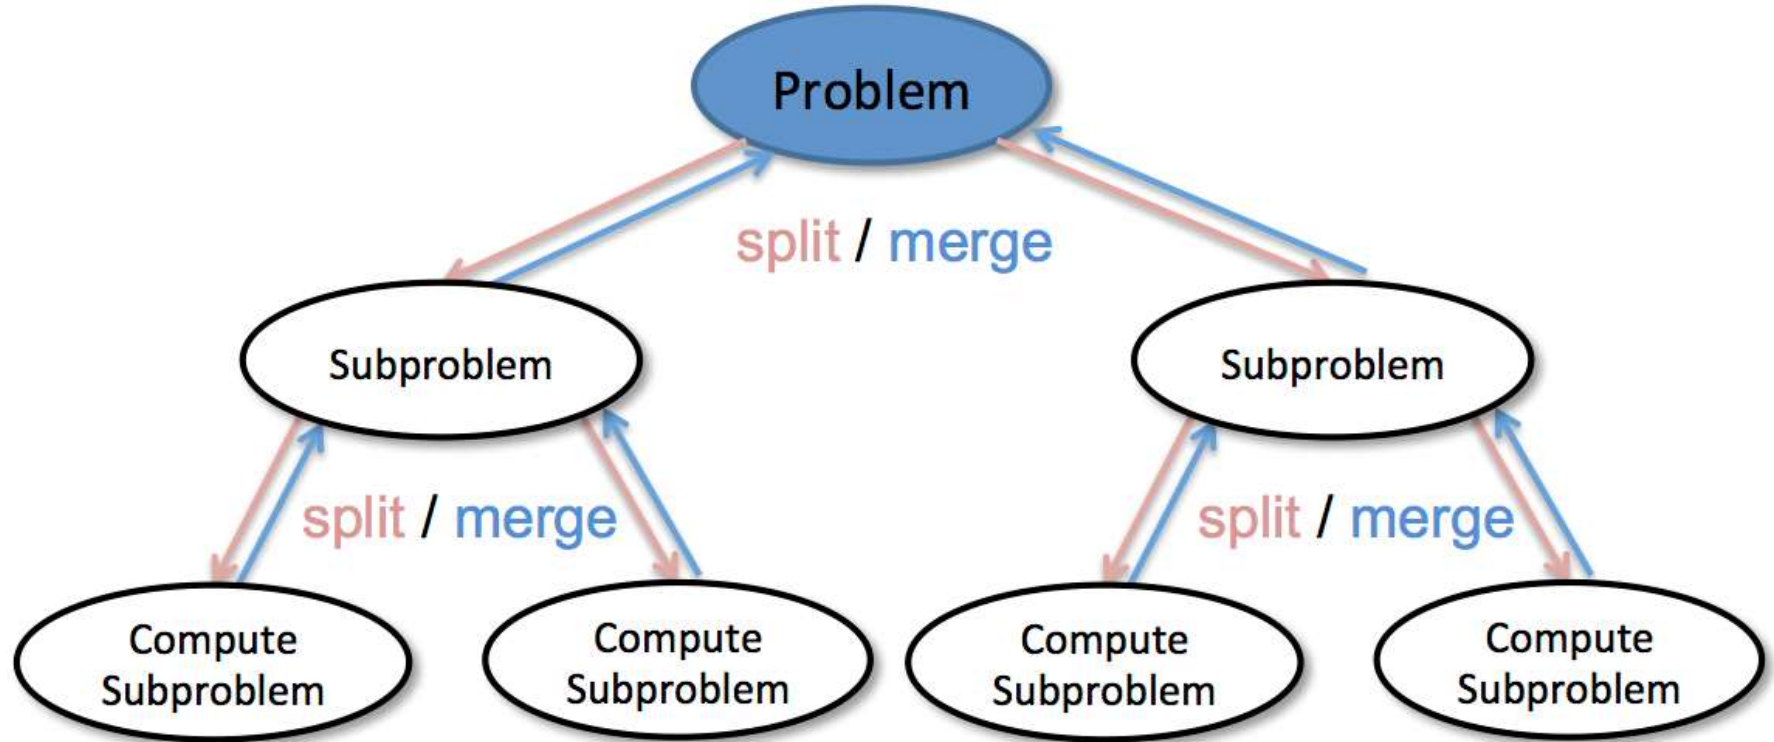 Problem
split / merge
Subproblem
Subproblem
split / merge
split / merge
Compute
Subproblem
Compute
Subproblem
Compute
Subproblem
Compute
Subproblem